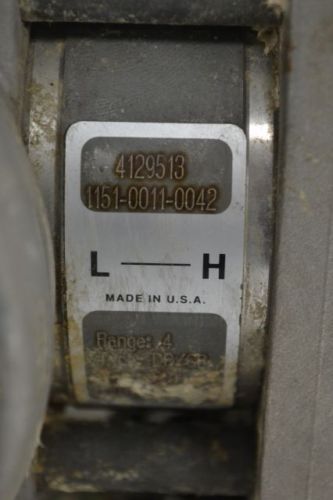 4129513
1151-0011-0042
L — H
MADE IN U.S.A.
Range: 4